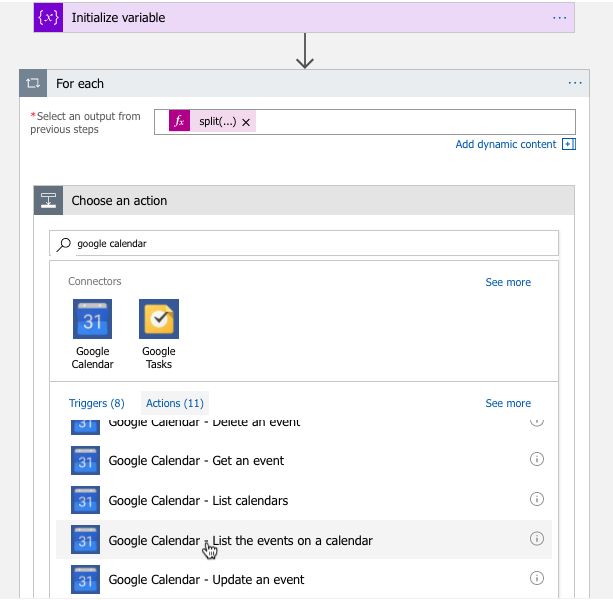 {x} Initialize variable ...
For each ...
*Select an output from
previous steps
fx split(...) ×
Add dynamic content
Choose an action
google calendar
Connectors
See more
31
Google
Calendar
Google
Tasks
Triggers (8)
Actions (11)
See more
31 Google Calendar - Delete an event
31 Google Calendar - Get an event
31 Google Calendar - List calendars
31 Google Calendar - List the events on a calendar
31 Google Calendar - Update an event